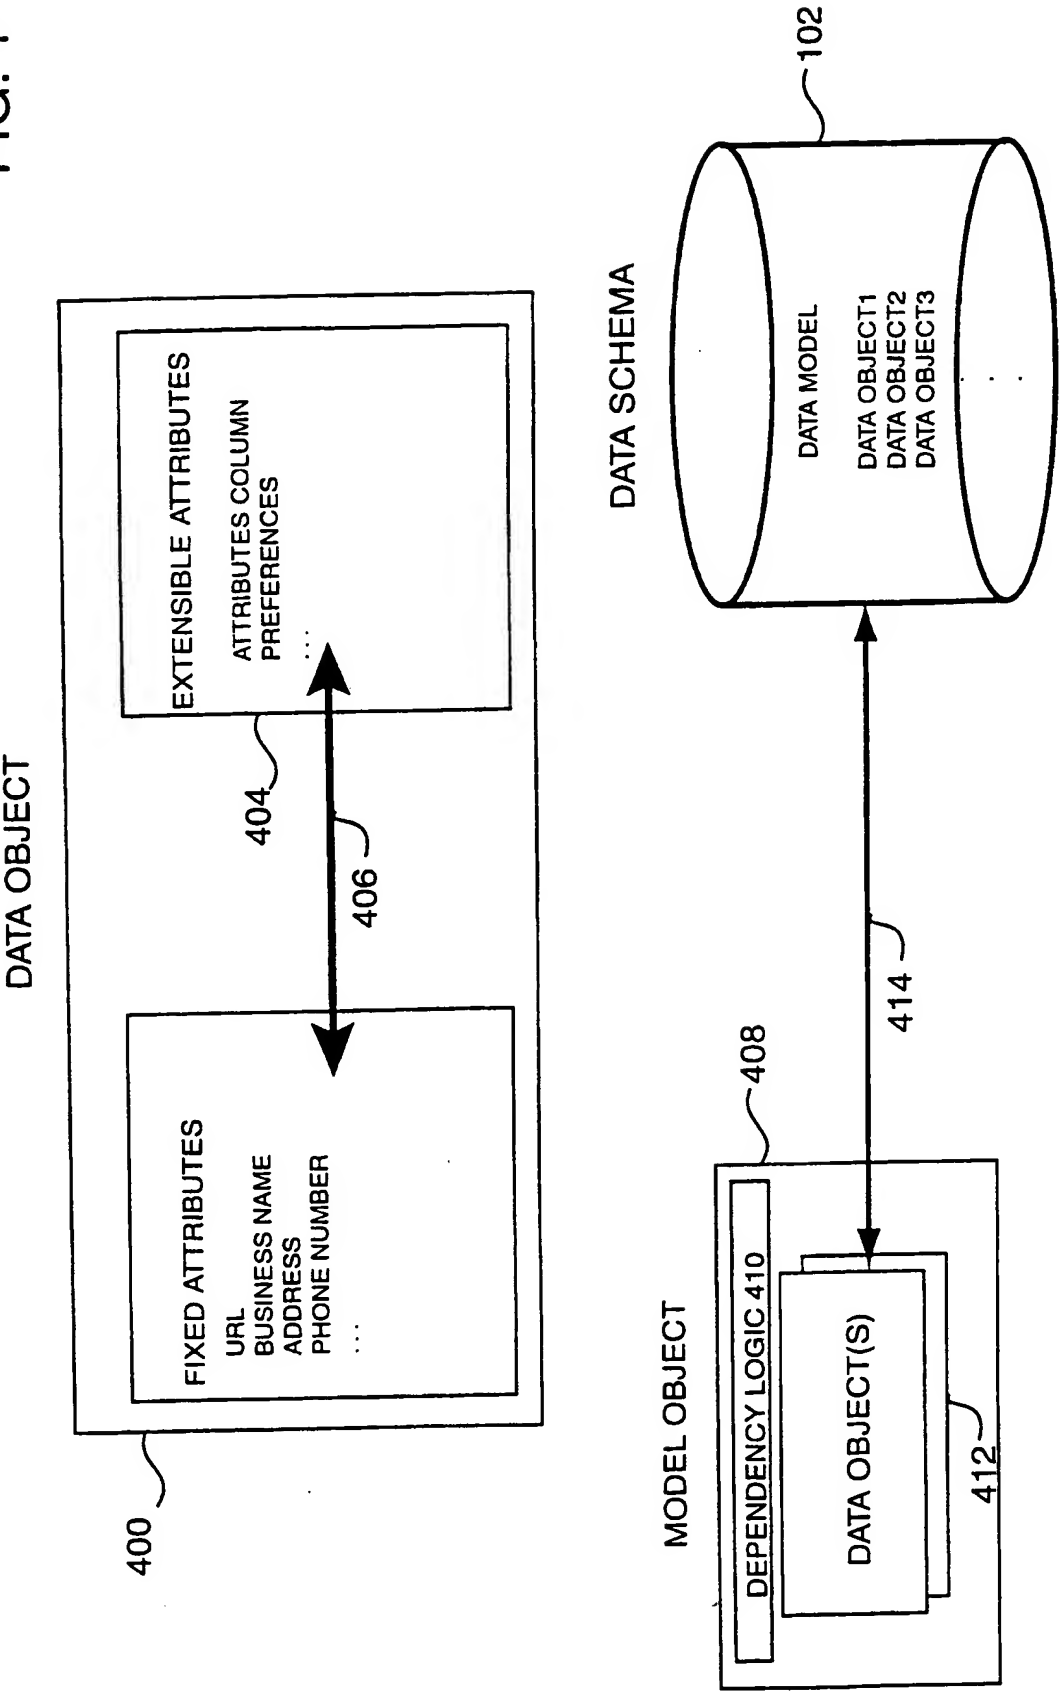 DATA OBJECT
400
FIXED ATTRIBUTES
URL
BUSINESS NAME
ADDRESS
PHONE NUMBER
...
406
404
EXTENSIBLE ATTRIBUTES
ATTRIBUTES COLUMN
PREFERENCES
...
MODEL OBJECT
408
DEPENDENCY LOGIC 410
DATA OBJECT(S)
412
414
DATA SCHEMA
102
DATA MODEL
DATA OBJECT1
DATA OBJECT2
DATA OBJECT3
...